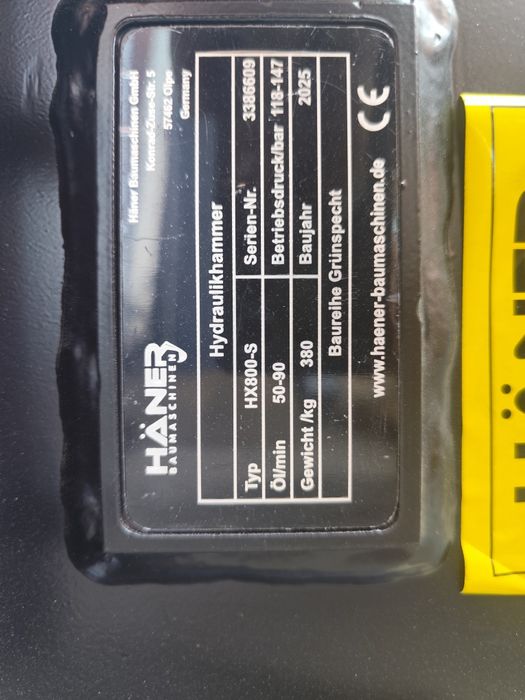 HÄNER
BAUMASCHINEN
Häner Baumaschinen GmbH
Konrad-Zuse-Str. 5
57462 Olpe
Germany
Hydraulikhammer
Typ HX800-S Serien-Nr. 3386609
Öl/min 50-90 Betriebsdruck/bar 118-147
Gewicht /kg 380 Baujahr 2025
Baureihe Grünspecht
www.haener-baumaschinen.de
CE